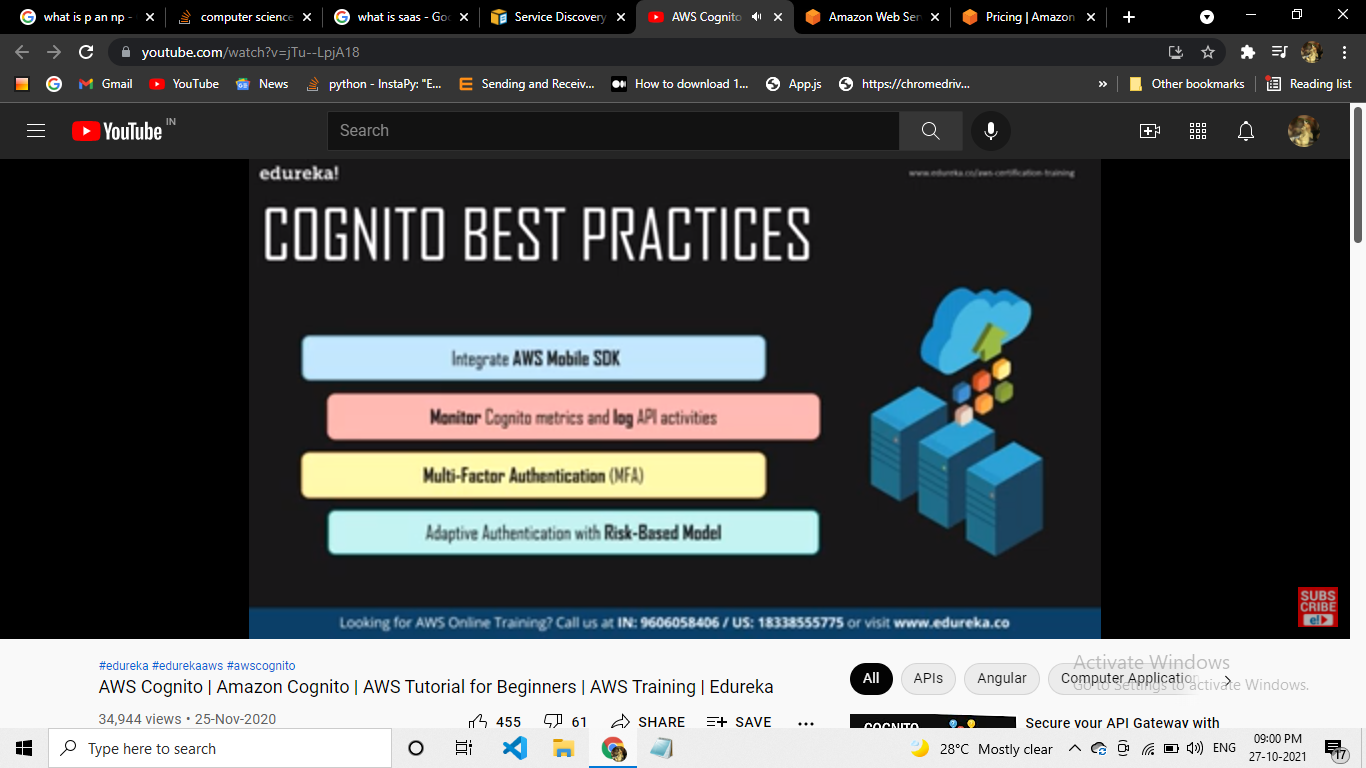 what is p an np -
computer science
what is saas - Goo
Service Discovery
AWS Cognito
Amazon Web Ser
Pricing | Amazon
youtube.com/watch?v=jTu--LpjA18
Gmail
YouTube
News
python - InstaPy: "E...
Sending and Receiv...
How to download 1...
App.js
https://chromedriv...
»
Other bookmarks
Reading list
YouTube IN
Search
edureka!
www.edureka.co/aws-certification-training
COGNITO BEST PRACTICES
Integrate AWS Mobile SDK
Monitor Cognito metrics and log API activities
Multi-Factor Authentication (MFA)
Adaptive Authentication with Risk-Based Model
SUBS
CRIBE
e!
Looking for AWS Online Training? Call us at IN: 9606058406 / US: 18338555775 or visit www.edureka.co
#edureka #edurekaaws #awscognito
AWS Cognito | Amazon Cognito | AWS Tutorial for Beginners | AWS Training | Edureka
34,944 views • 25-Nov-2020
455
61
SHARE
SAVE
All
APIs
Angular
Computer Application
Activate Windows
Go to Settings to activate Windows.
COGNITO
Secure your API Gateway with
Type here to search
28°C Mostly clear
ENG
09:00 PM
27-10-2021
17